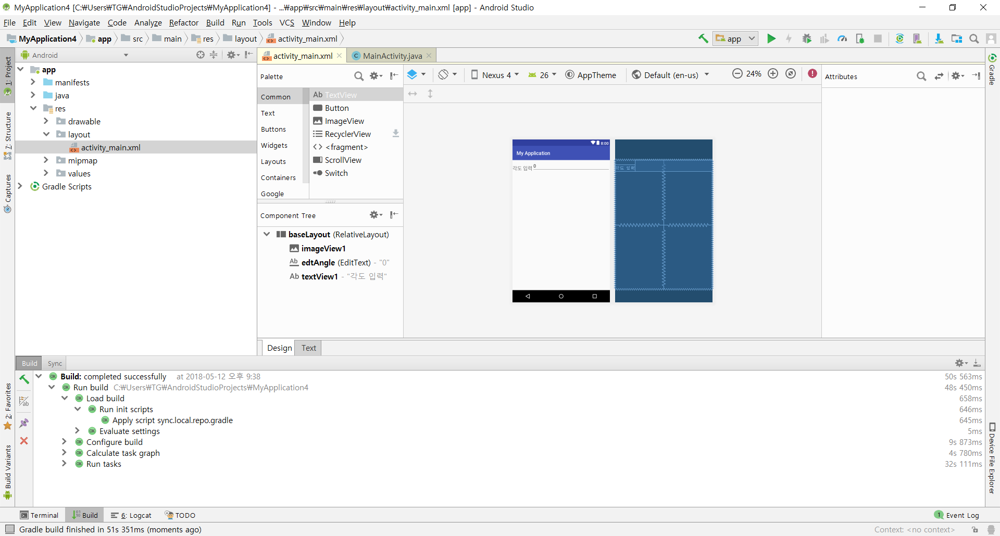 MyApplication4 [C:₩Users₩TG₩AndroidStudioProjects₩MyApplication4] - ...₩app₩src₩main₩res₩layout₩activity_main.xml [app] - Android Studio
File Edit View Navigate Code Analyze Refactor Build Run Tools VCS Window Help
MyApplication4 app src main res layout activity_main.xml
app
1: Project
7: Structure
Captures
2: Favorites
Build Variants
Android
app
manifests
java
res
drawable
layout
activity_main.xml
mipmap
values
Gradle Scripts
activity_main.xml
MainActivity.java
Palette
Common
Text
Buttons
Widgets
Layouts
Containers
Google
Ab TextView
Button
ImageView
RecyclerView
<fragment>
ScrollView
Switch
Component Tree
baseLayout (RelativeLayout)
imageView1
Ab edtAngle (EditText) - "0"
Ab textView1 - "각도 입력"
Nexus 4 26 AppTheme Default (en-us) 24%
8:00
My Application
각도 입력 0
각도 입력
Attributes
Gradle
Device File Explorer
Design Text
Build Sync
Build: completed successfully at 2018-05-12 오후 9:38 50s 563ms
Run build C:₩Users₩TG₩AndroidStudioProjects₩MyApplication4 48s 450ms
Load build 658ms
Run init scripts 646ms
Apply script sync.local.repo.gradle 645ms
Evaluate settings 5ms
Configure build 9s 873ms
Calculate task graph 4s 780ms
Run tasks 32s 111ms
Terminal Build 6: Logcat TODO 1 Event Log
Gradle build finished in 51s 351ms (moments ago) Context: <no context>